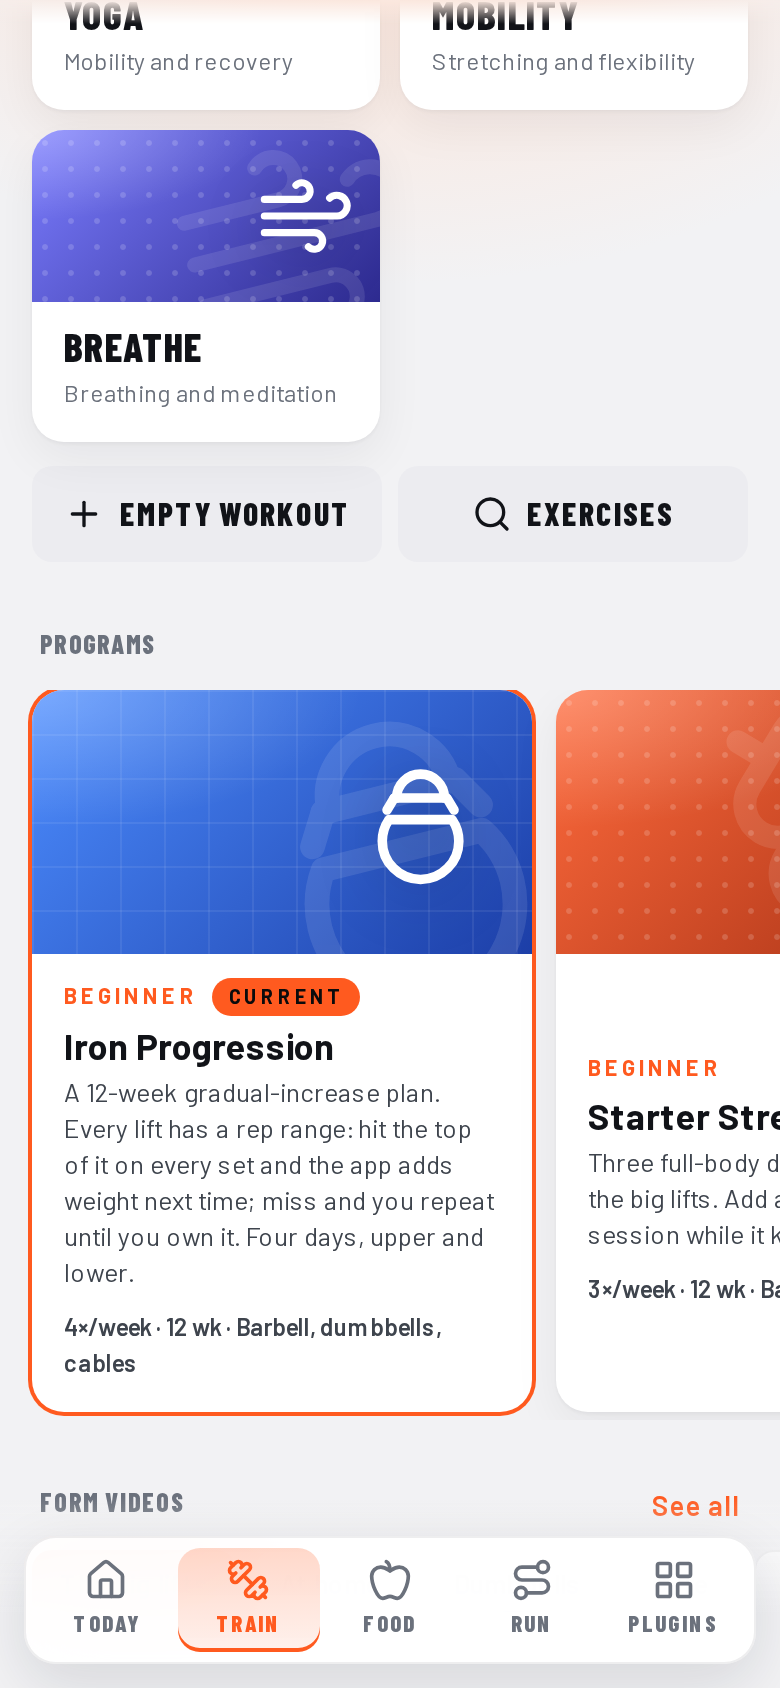 YOGA
Mobility and recovery
MOBILITY
Stretching and flexibility
BREATHE
Breathing and meditation
EMPTY WORKOUT
EXERCISES
PROGRAMS
BEGINNER CURRENT
Iron Progression
A 12-week gradual-increase plan.
Every lift has a rep range: hit the top
of it on every set and the app adds
weight next time; miss and you repeat
until you own it. Four days, upper and
lower.
4×/week · 12 wk · Barbell, dumbbells,
cables
BEGINNER
Starter Stre
Three full-body d
the big lifts. Add a
session while it k
3×/week · 12 wk · Ba
FORM VIDEOS
See all
TODAY
TRAIN
FOOD
RUN
PLUGINS